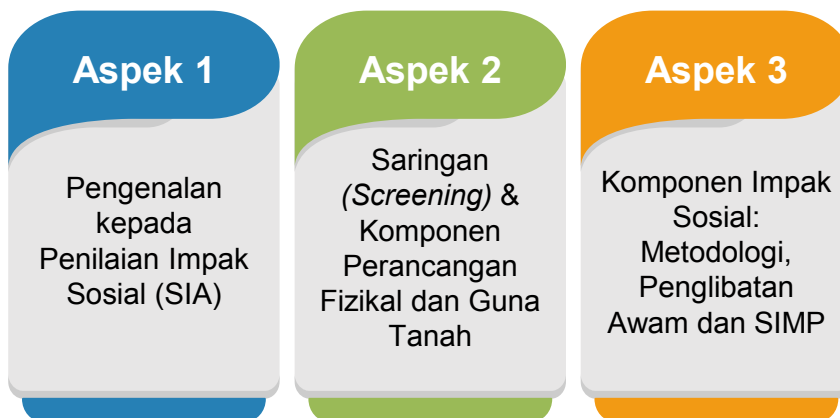 Aspek 1
Pengenalan
kepada
Penilaian Impak
Sosial (SIA)
Aspek 2
Saringan
(Screening) &
Komponen
Perancangan
Fizikal dan Guna
Tanah
Aspek 3
Komponen Impak
Sosial:
Metodologi,
Penglibatan
Awam dan SIMP